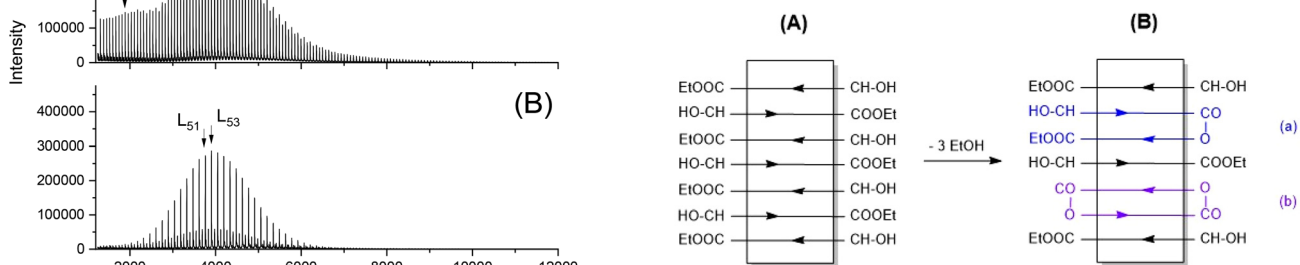 Intensity
100000
0
(B)
L51
L53
400000
300000
200000
100000
0
(A)
EtOOC CH-OH
HO-CH COOEt
EtOOC CH-OH
HO-CH COOEt
EtOOC CH-OH
HO-CH COOEt
EtOOC CH-OH
- 3 EtOH
(B)
EtOOC CH-OH
HO-CH CO
(a)
EtOOC O
HO-CH COOEt
CO O
(b)
O CO
EtOOC CH-OH